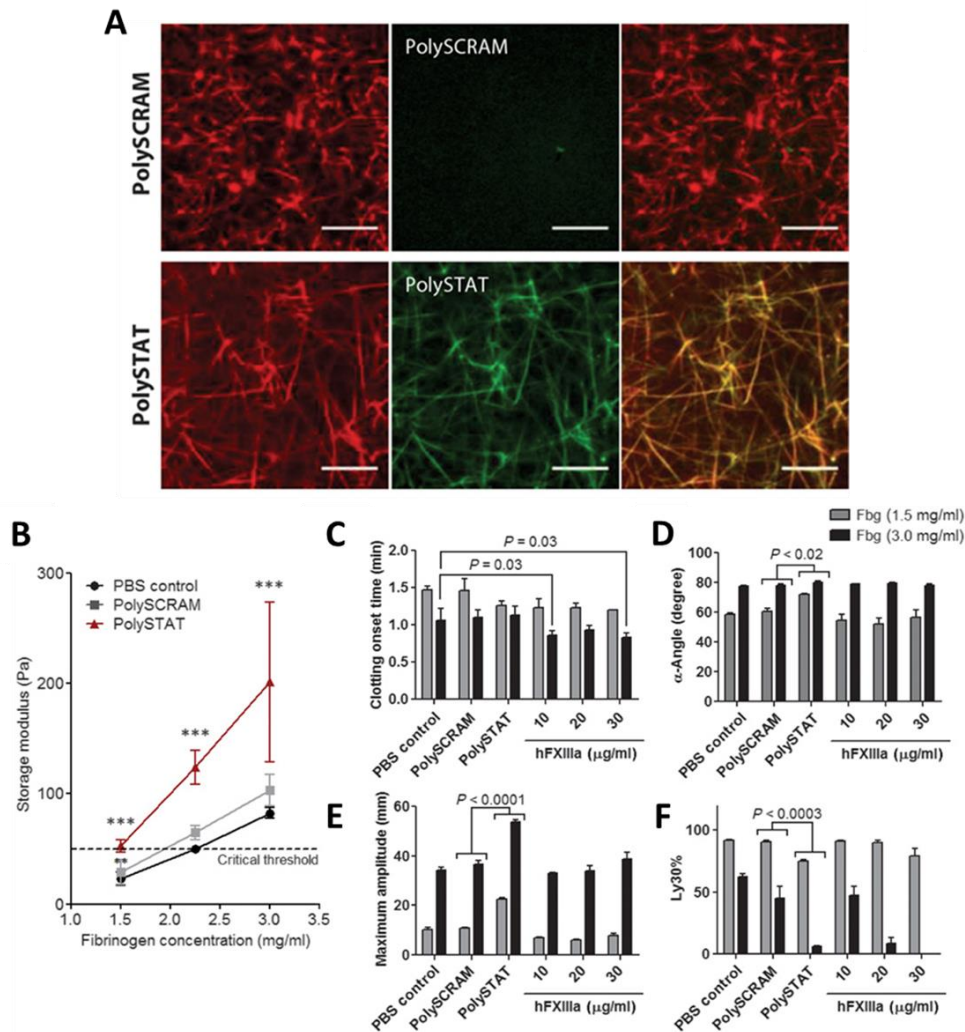 A
PolySCRAM
PolySCRAM
PolySTAT
PolySTAT
B
Storage modulus (Pa)
300
200
100
0
PBS control
PolySCRAM
PolySTAT
***
***
***
**
Critical threshold
1.0 1.5 2.0 2.5 3.0 3.5
Fibrinogen concentration (mg/ml)
Fbg (1.5 mg/ml)
Fbg (3.0 mg/ml)
C
Clotting onset time (min)
2.0
1.5
1.0
0.5
0.0
P = 0.03
P = 0.03
PBS control
PolySCRAM
PolySTAT
10 20 30
hFXIIIa (μg/ml)
D
α-Angle (degree)
100
80
60
40
20
0
P < 0.02
PBS control
PolySCRAM
PolySTAT
10 20 30
hFXIIIa (μg/ml)
E
Maximum amplitude (mm)
60
40
20
0
P < 0.0001
PBS control
PolySCRAM
PolySTAT
10 20 30
hFXIIIa (μg/ml)
F
Ly30%
100
50
0
P < 0.0003
PBS control
PolySCRAM
PolySTAT
10 20 30
hFXIIIa (μg/ml)